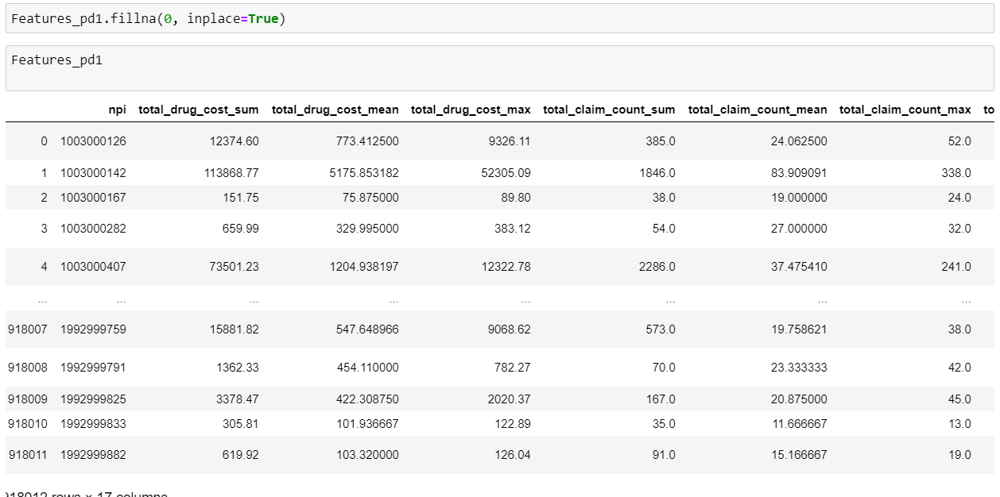 Features_pd1.fillna(0, inplace=True)
Features_pd1
npi total_drug_cost_sum total_drug_cost_mean total_drug_cost_max total_claim_count_sum total_claim_count_mean total_claim_count_max to
0 1003000126 12374.60 773.412500 9326.11 385.0 24.062500 52.0
1 1003000142 113868.77 5175.853182 52305.09 1846.0 83.909091 338.0
2 1003000167 151.75 75.875000 89.80 38.0 19.000000 24.0
3 1003000282 659.99 329.995000 383.12 54.0 27.000000 32.0
4 1003000407 73501.23 1204.938197 12322.78 2286.0 37.475410 241.0
... ... ... ... ... ... ... ...
918007 1992999759 15881.82 547.648966 9068.62 573.0 19.758621 38.0
918008 1992999791 1362.33 454.110000 782.27 70.0 23.333333 42.0
918009 1992999825 3378.47 422.308750 2020.37 167.0 20.875000 45.0
918010 1992999833 305.81 101.936667 122.89 35.0 11.666667 13.0
918011 1992999882 619.92 103.320000 126.04 91.0 15.166667 19.0
918012 rows × 17 columns